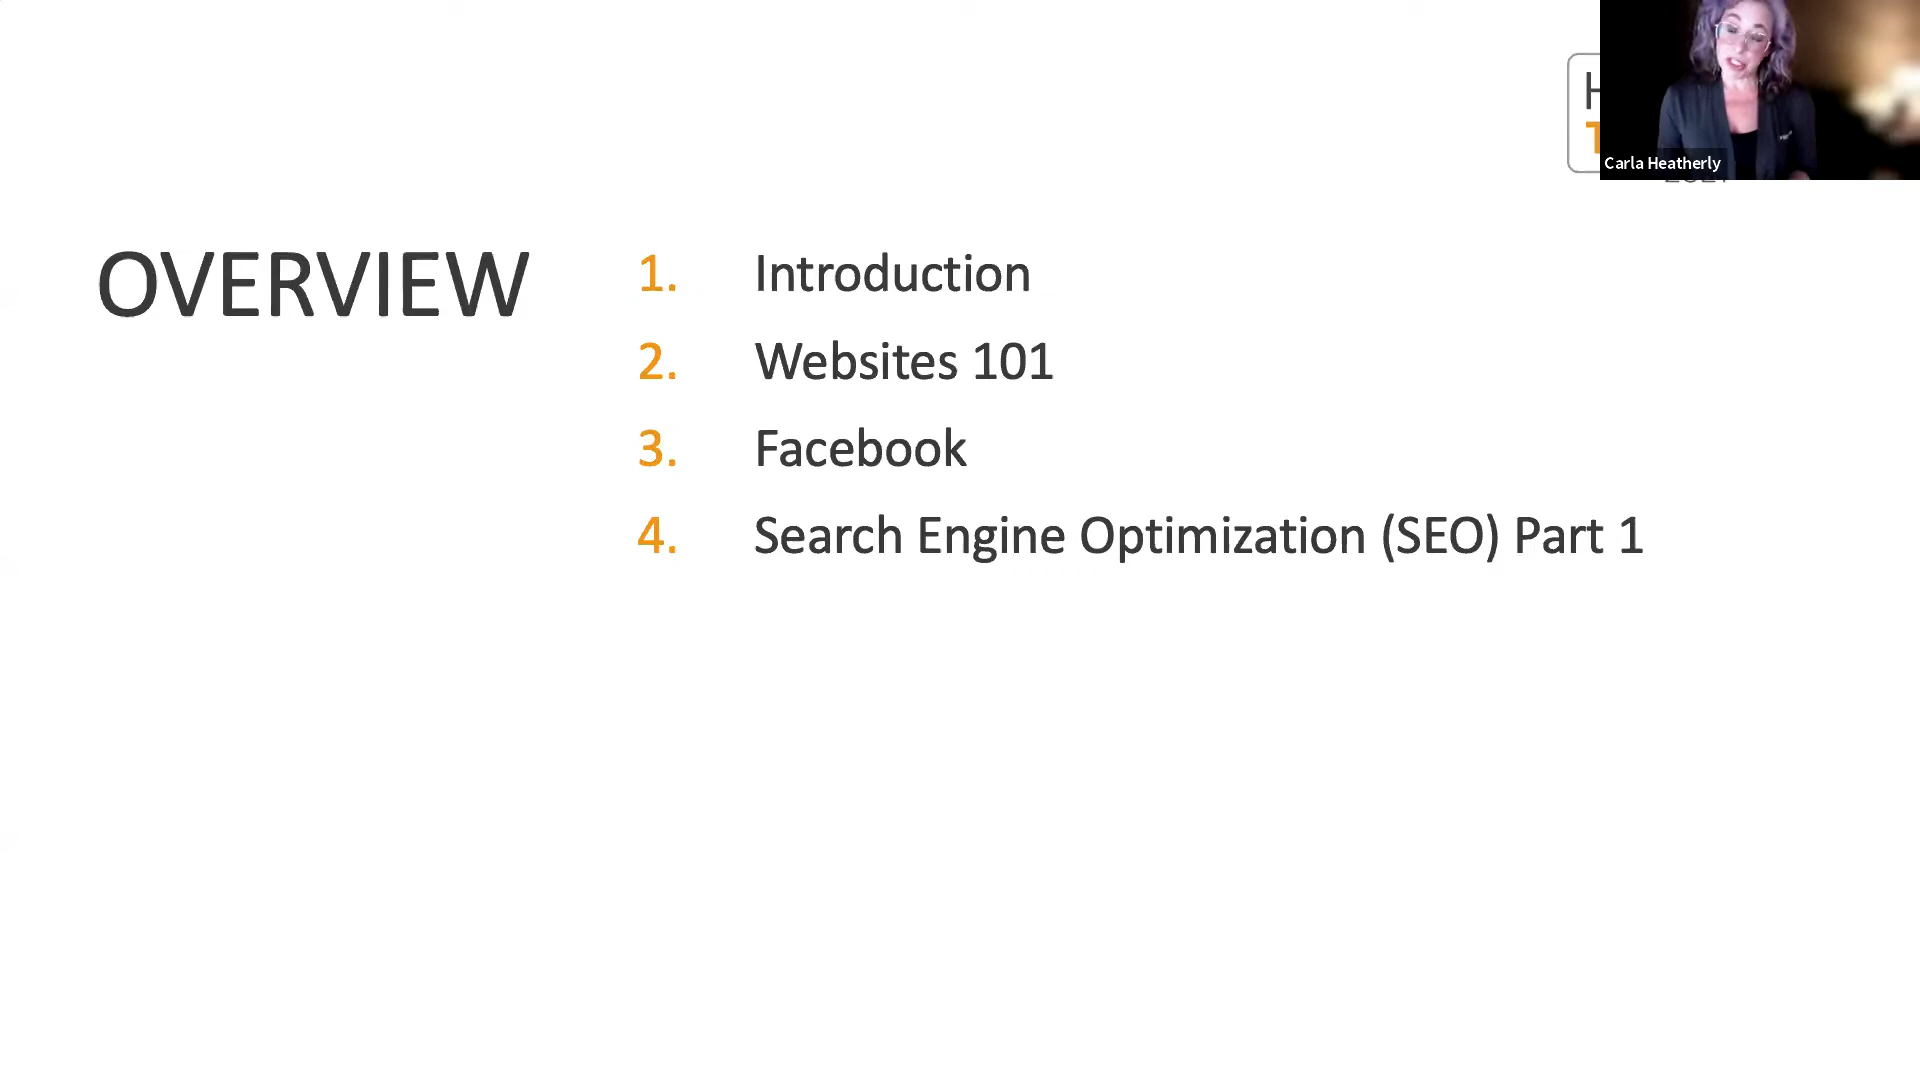 Carla Heatherly
OVERVIEW
1. Introduction
2. Websites 101
3. Facebook
4. Search Engine Optimization (SEO) Part 1